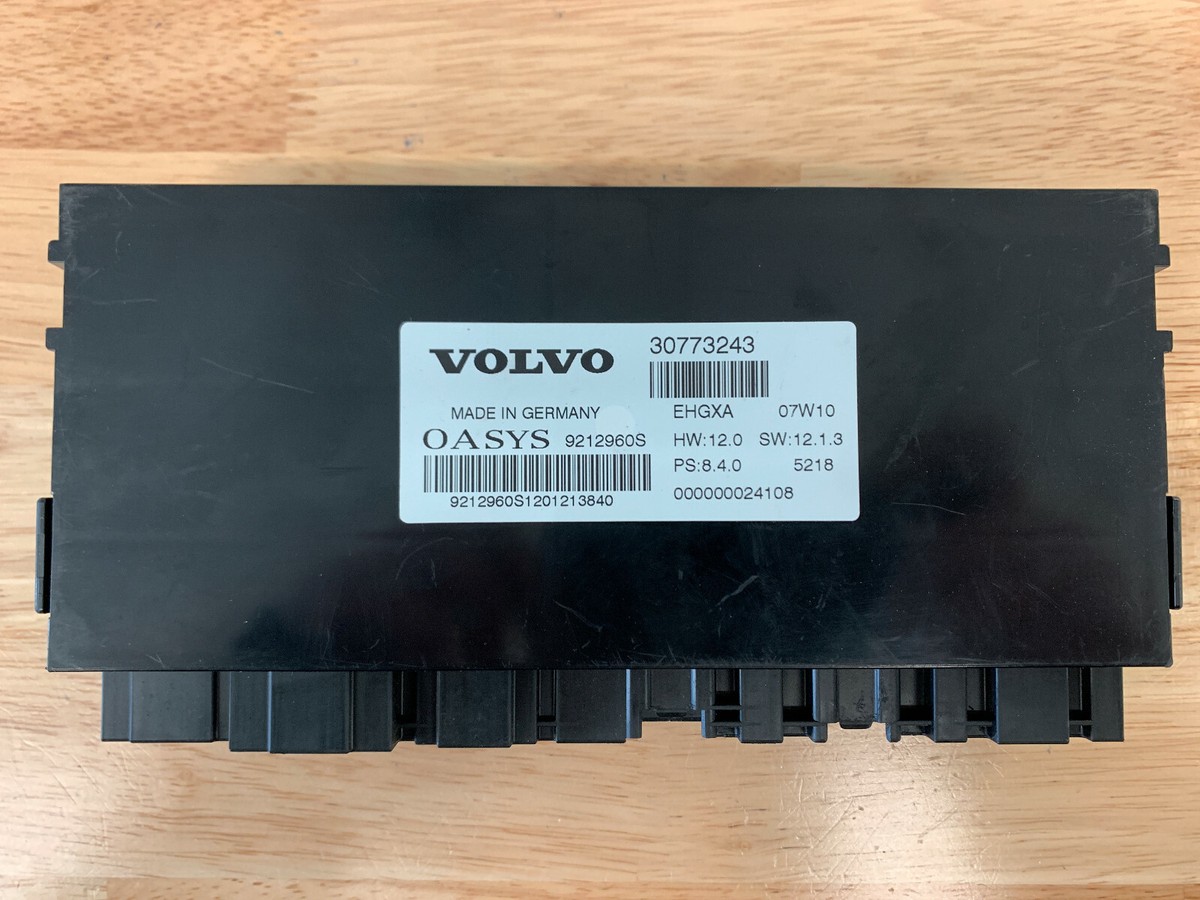 VOLVO 30773243
MADE IN GERMANY EHGXA 07W10
OASYS 9212960S HW:12.0 SW:12.1.3
PS:8.4.0 5218
9212960S1201213840 000000024108